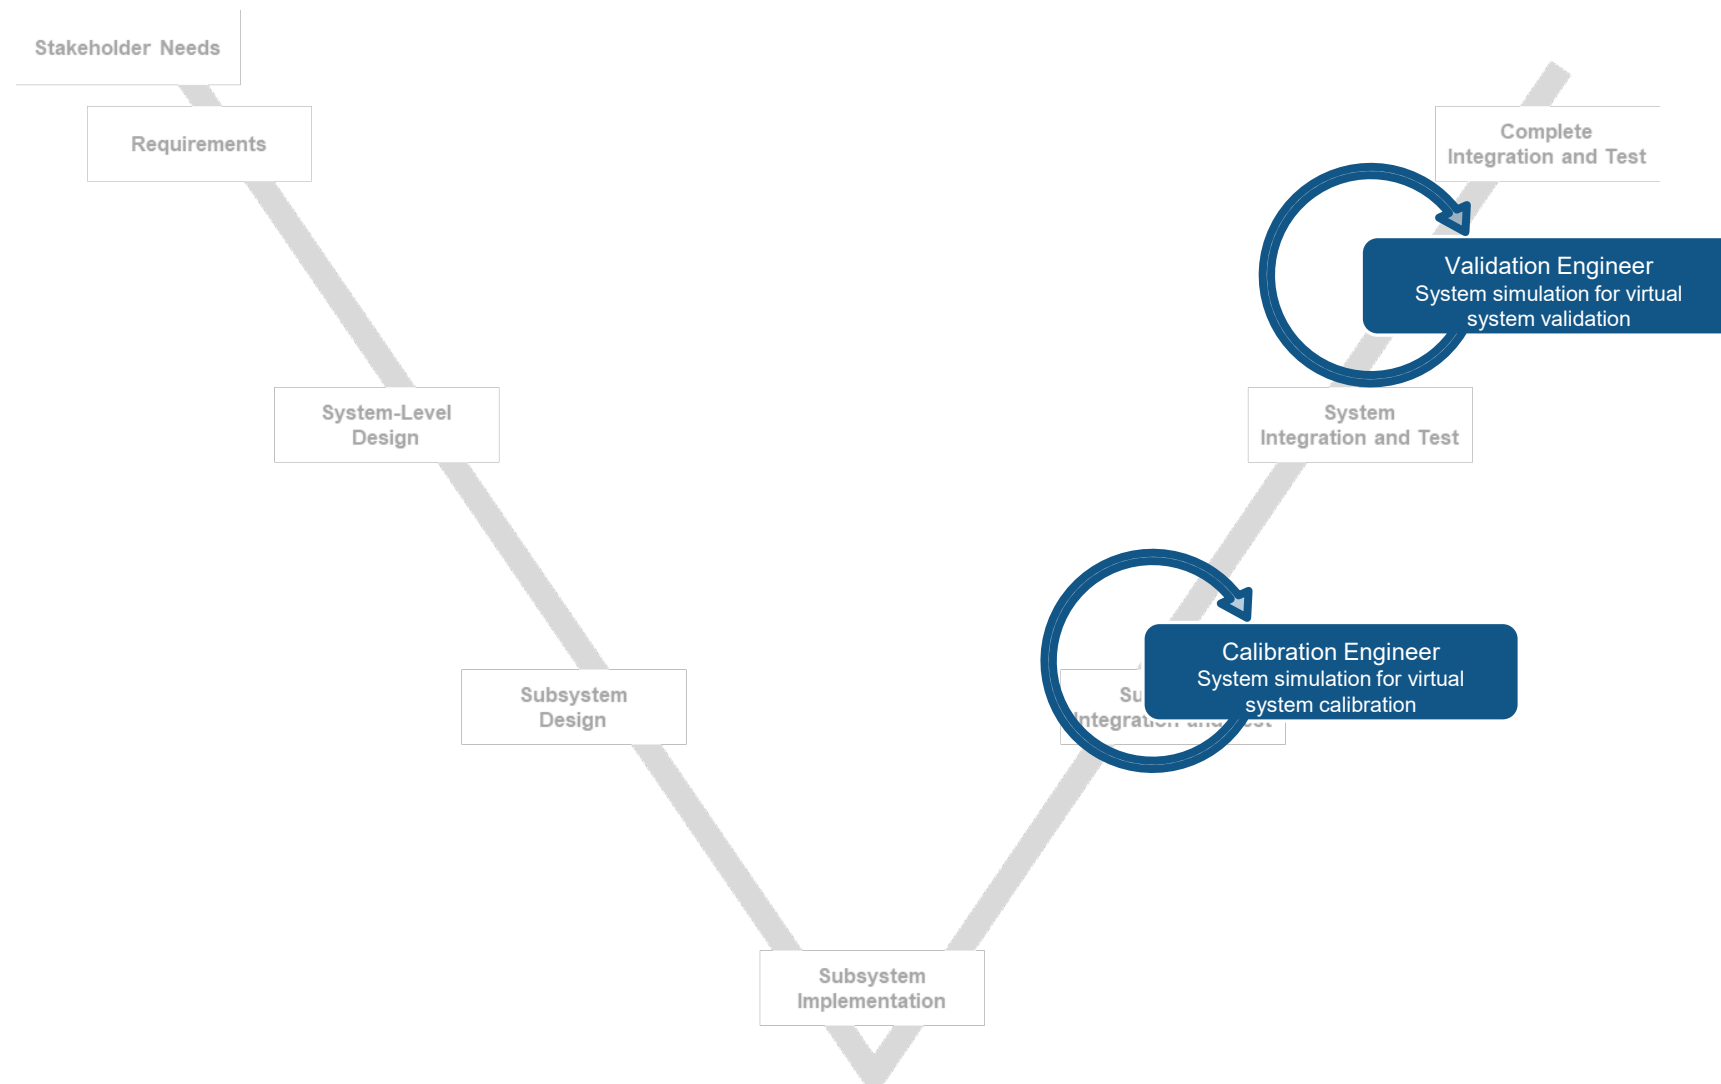 Stakeholder Needs
Requirements
Complete
Integration and Test
Validation Engineer
System simulation for virtual
system validation
System-Level
Design
System
Integration and Test
Calibration Engineer
System simulation for virtual
system calibration
Subsystem
Design
Subsystem
Implementation